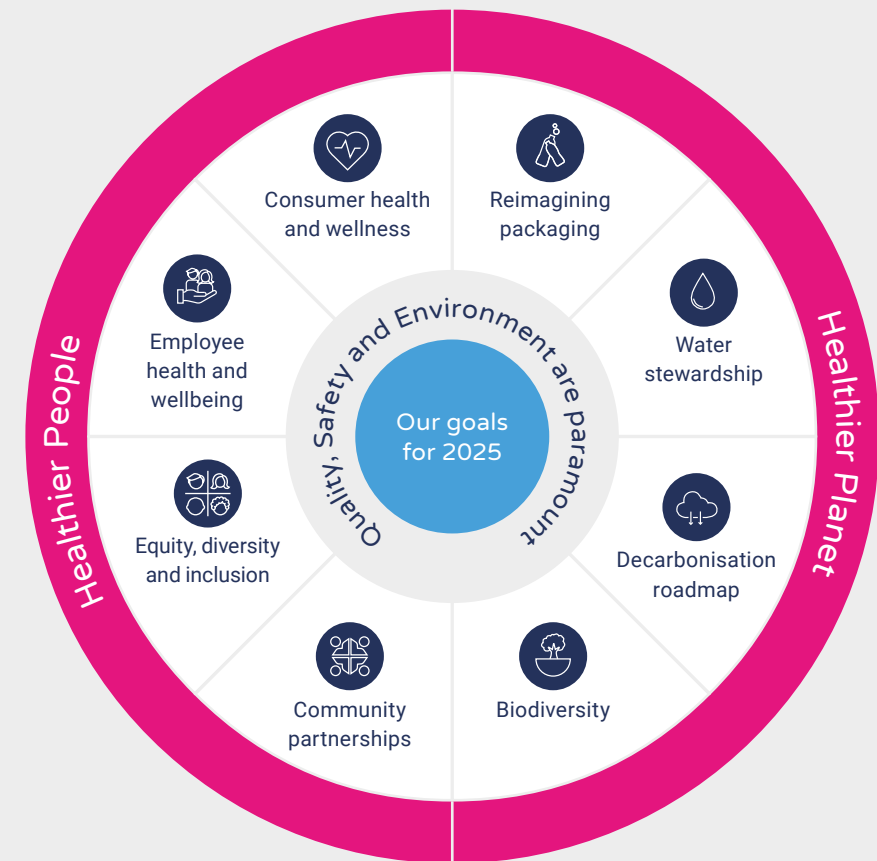 Healthier People
Healthier Planet
Consumer health
and wellness
Reimagining
packaging
Employee
health and
wellbeing
Water
stewardship
Quality, Safety and Environment are paramount
Our goals
for 2025
Equity, diversity
and inclusion
Decarbonisation
roadmap
Community
partnerships
Biodiversity